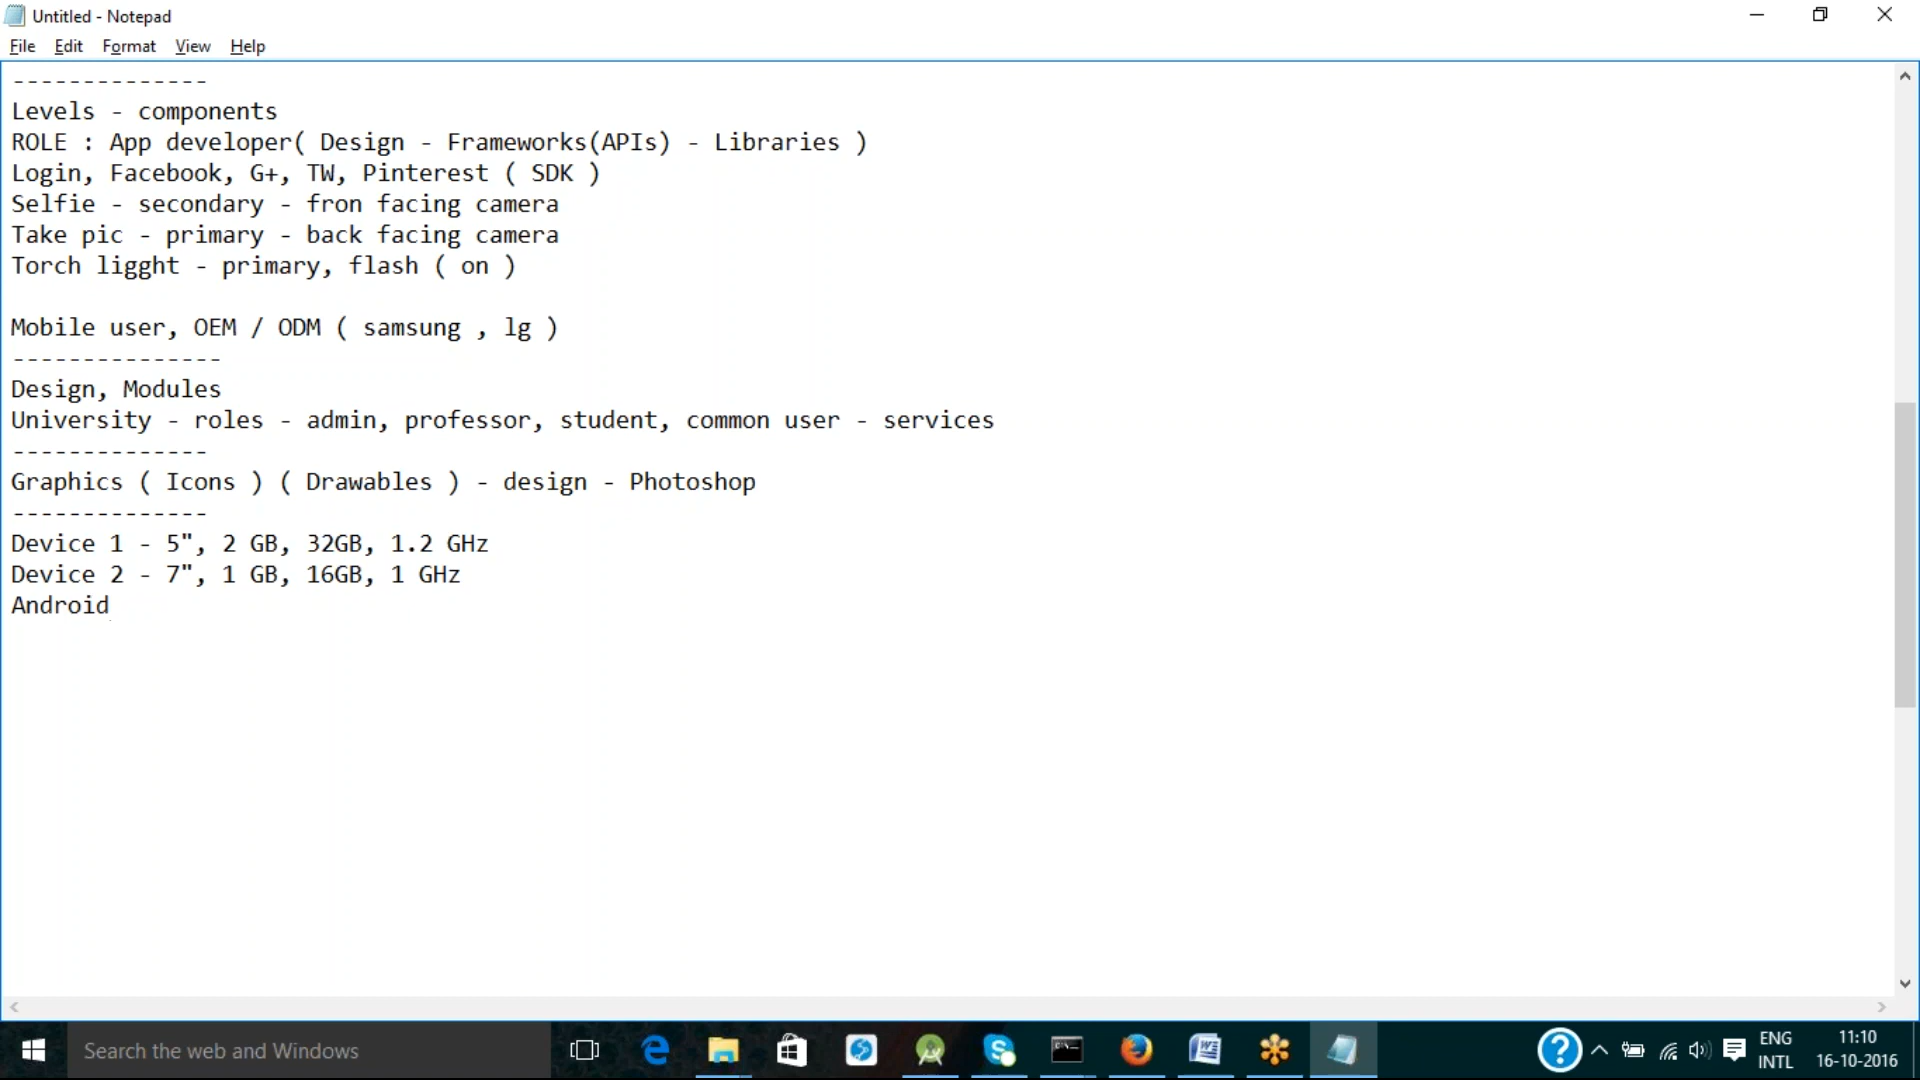 Untitled - Notepad
File Edit Format View Help
--------------
Levels - components
ROLE : App developer( Design - Frameworks(APIs) - Libraries )
Login, Facebook, G+, TW, Pinterest ( SDK )
Selfie - secondary - fron facing camera
Take pic - primary - back facing camera
Torch ligght - primary, flash ( on )
Mobile user, OEM / ODM ( samsung , lg )
---------------
Design, Modules
University - roles - admin, professor, student, common user - services
--------------
Graphics ( Icons ) ( Drawables ) - design - Photoshop
--------------
Device 1 - 5", 2 GB, 32GB, 1.2 GHz
Device 2 - 7", 1 GB, 16GB, 1 GHz
Android
Search the web and Windows
ENG
INTL
11:10
16-10-2016